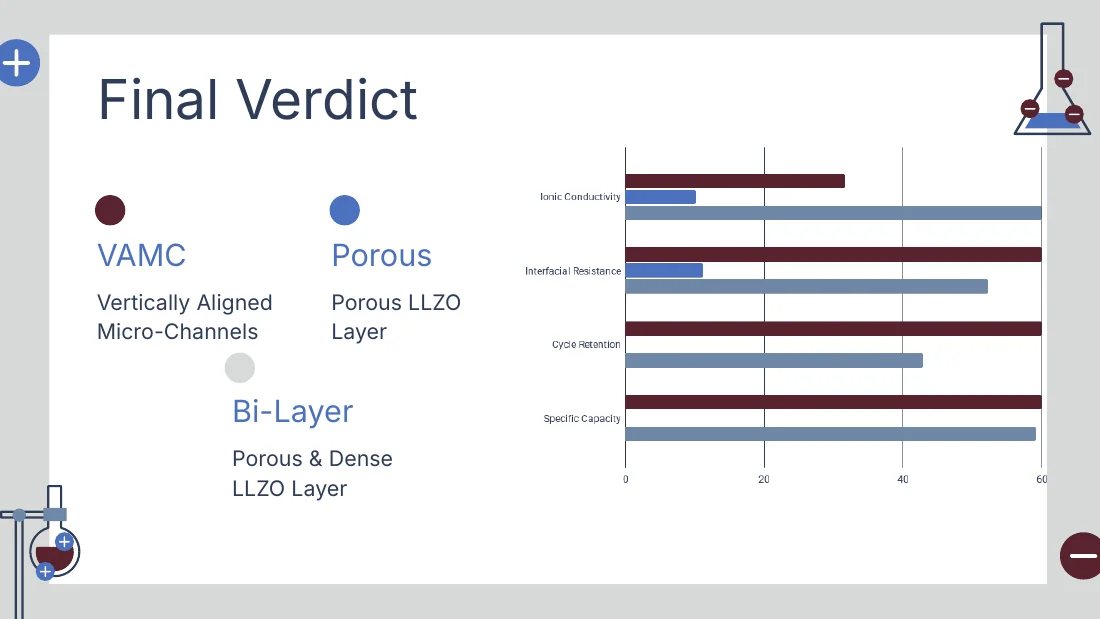 Final Verdict
VAMC
Vertically Aligned
Micro-Channels
Porous
Porous LLZO
Layer
Bi-Layer
Porous & Dense
LLZO Layer
Ionic Conductivity
Interfacial Resistance
Cycle Retention
Specific Capacity
0 20 40 60